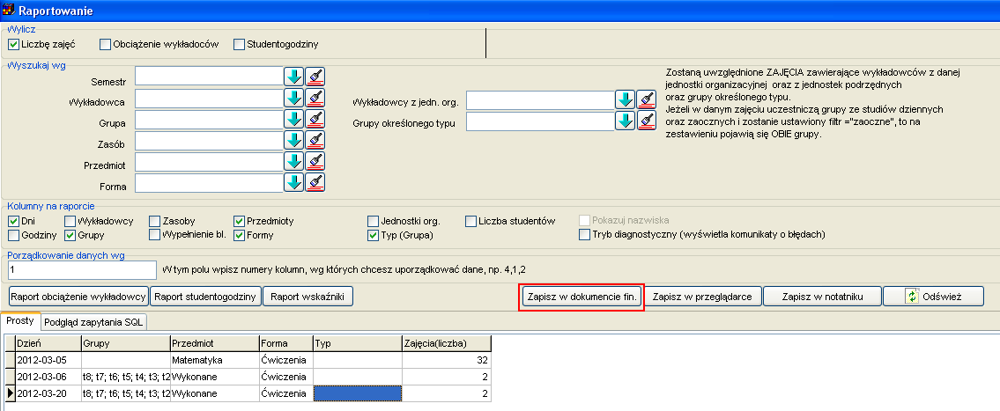 Raportowanie
Wylicz
Liczbę zajęć Obciążenie wykładoców Studentogodziny
Wyszukaj wg
Semestr
Wykładowca
Grupa
Zasób
Przedmiot
Forma
Wykładowcy z jedn. org.
Grupy określonego typu
Zostaną uwzględnione ZAJĘCIA zawierające wykładowców z danej
jednostki organizacyjnej oraz z jednostek podrzędnych
oraz grupy określonego typu.
Jeżeli w danym zajęciu uczestniczą grupy ze studiów dziennych
oraz zaocznych i zostanie ustawiony filtr ="zaoczne", to na
zestawieniu pojawią się OBIE grupy.
Kolumny na raporcie
Dni Wykładowcy Zasoby Przedmioty Jednostki org. Liczba studentów Pokazuj nazwiska
Godziny Grupy Wypełnienie bl. Formy Typ (Grupa) Tryb diagnostyczny (wyświetla komunikaty o błędach)
Porządkowanie danych wg
1 W tym polu wpisz numery kolumn, wg których chcesz uporządkować dane, np. 4,1,2
Raport obciążenie wykładowcy Raport studentogodziny Raport wskaźniki Zapisz w dokumencie fin. Zapisz w przeglądarce Zapisz w notatniku Odśwież
Prosty Podgląd zapytania SQL
Dzień Grupy Przedmiot Forma Typ Zajęcia(liczba)
2012-03-05 Matematyka Ćwiczenia 32
2012-03-06 t8; t7; t6; t5; t4; t3; t2 Wykonane Ćwiczenia 2
2012-03-20 t8; t7; t6; t5; t4; t3; t2 Wykonane Ćwiczenia 2